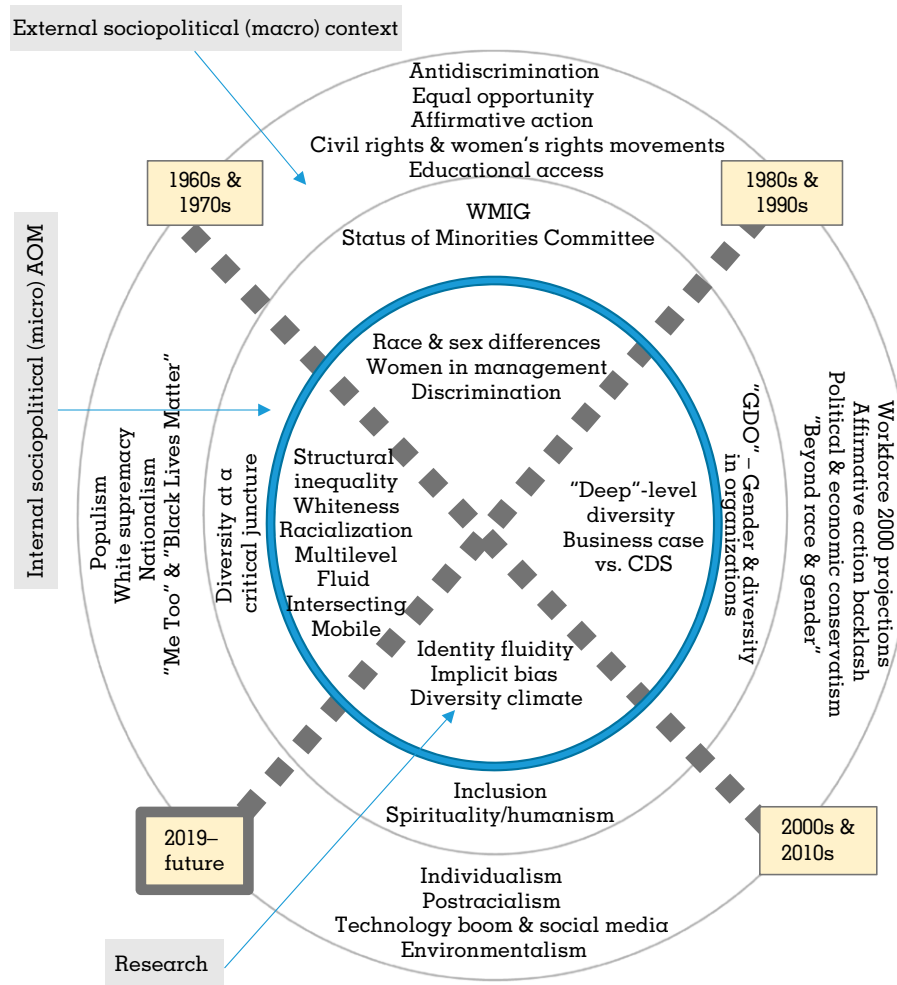 External sociopolitical (macro) context
Antidiscrimination
Equal opportunity
Affirmative action
Civil rights & women's rights movements
Educational access
1960s &
1970s
1980s &
1990s
WMIG
Status of Minorities Committee
Internal sociopolitical (micro) AOM
Race & sex differences
Women in management
Discrimination
Populism
White supremacy
Nationalism
"Me Too" & "Black Lives Matter"
Diversity at a
critical juncture
Structural
inequality
Whiteness
Racialization
Multilevel
Fluid
Intersecting
Mobile
"Deep"-level
diversity
Business case
vs. CDS
"GDO" – Gender & diversity
in organizations
Workforce 2000 projections
Affirmative action backlash
Political & economic conservatism
"Beyond race & gender"
Identity fluidity
Implicit bias
Diversity climate
Inclusion
Spirituality/humanism
2019–
future
2000s &
2010s
Individualism
Postracialism
Technology boom & social media
Environmentalism
Research